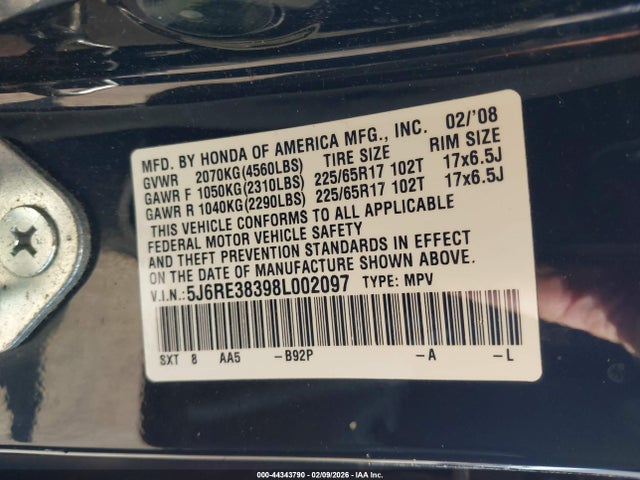 MFD. BY HONDA OF AMERICA MFG., INC. 02/'08
GVWR 2070KG(4560LBS) TIRE SIZE RIM SIZE
GAWR F 1050KG(2310LBS) 225/65R17 102T 17x6.5J
GAWR R 1040KG(2290LBS) 225/65R17 102T 17x6.5J
THIS VEHICLE CONFORMS TO ALL APPLICABLE
FEDERAL MOTOR VEHICLE SAFETY
AND THEFT PREVENTION STANDARDS IN EFFECT
ON THE DATE OF MANUFACTURE SHOWN ABOVE.
V.I.N.: 5J6RE38398L002097 TYPE: MPV
SXT 8 AA5 -B92P -A -L
000-44343790 - 02/09/2026 - IAA Inc.